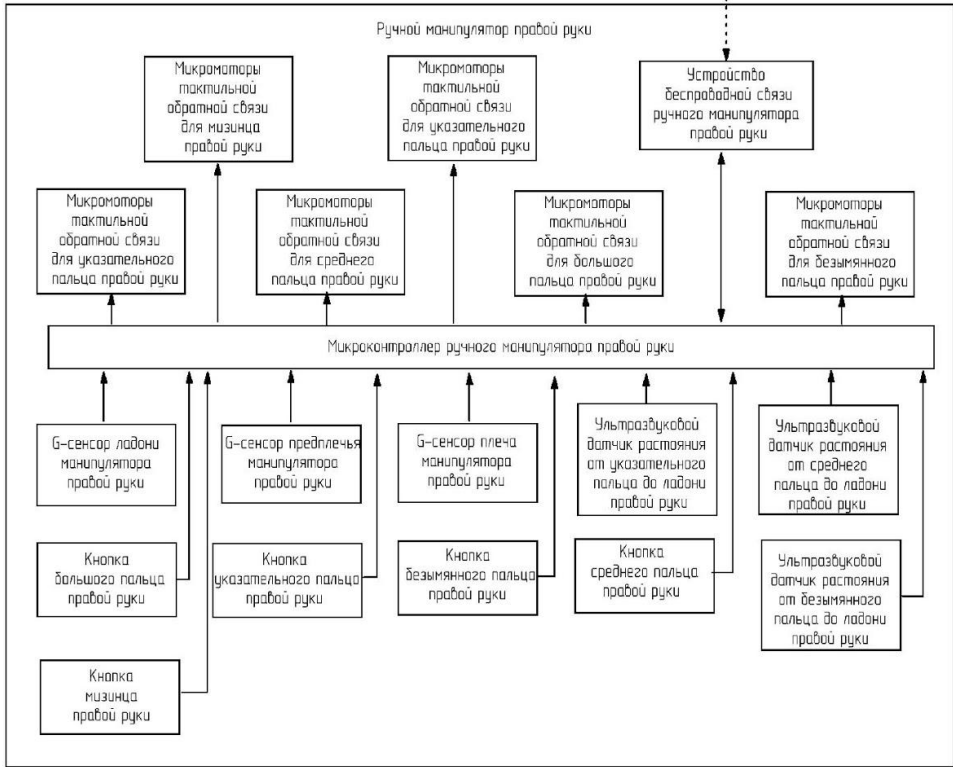 Ручной манипулятор правой руки
Микромоторы
тактильной
обратной связи
для мизинца
правой руки
Микромоторы
тактильной
обратной связи
для указательного
пальца правой руки
Устройство
беспроводной связи
ручного манипулятора
правой руки
Микромоторы
тактильной
обратной связи
для указательного
пальца правой руки
Микромоторы
тактильной
обратной связи
для среднего
пальца правой руки
Микромоторы
тактильной
обратной связи
для большого
пальца правой руки
Микромоторы
тактильной
обратной связи
для безымянного
пальца правой руки
Микроконтроллер ручного манипулятора правой руки
G-сенсор ладони
манипулятора
правой руки
G-сенсор предплечья
манипулятора
правой руки
G-сенсор плеча
манипулятора
правой руки
Ультразвуковой
датчик растояния
от указательного
пальца до ладони
правой руки
Ультразвуковой
датчик растояния
от среднего
пальца до ладони
правой руки
Кнопка
большого пальца
правой руки
Кнопка
указательного пальца
правой руки
Кнопка
безымянного пальца
правой руки
Кнопка
среднего пальца
правой руки
Ультразвуковой
датчик растояния
от безымянного
пальца до ладони
правой руки
Кнопка
мизинца
правой руки